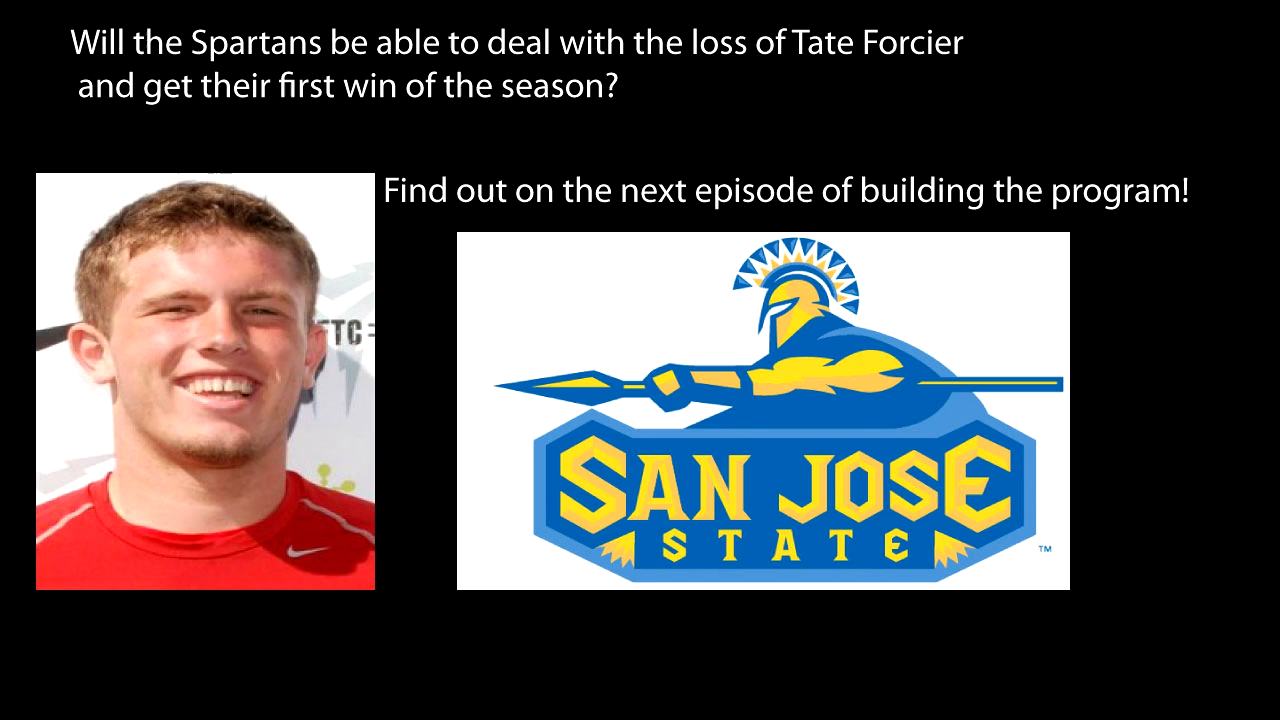 Will the Spartans be able to deal with the loss of Tate Forcier
and get their first win of the season?
Find out on the next episode of building the program!
SAN JOSE
STATE
TM